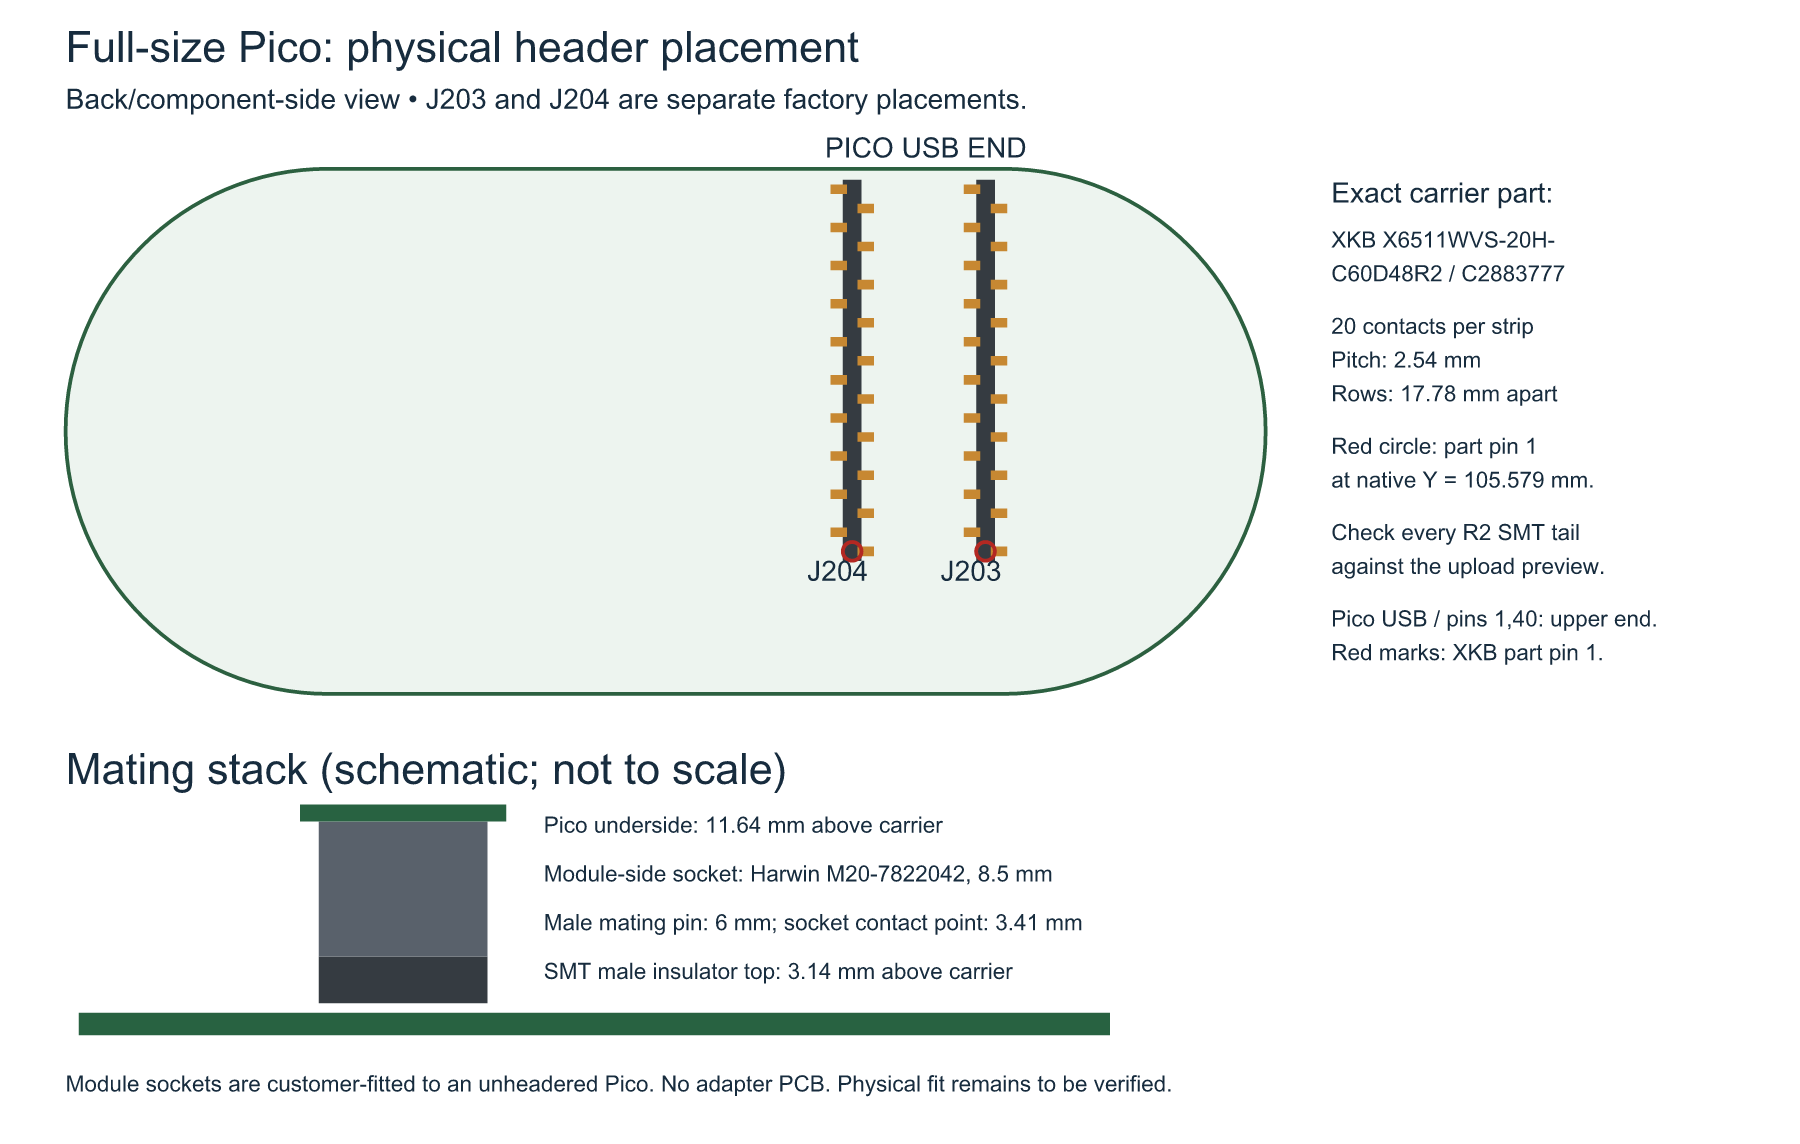 Full-size Pico: physical header placement
Back/component-side view • J203 and J204 are separate factory placements.
PICO USB END
J204
J203
Exact carrier part:
XKB X6511WVS-20H-
C60D48R2 / C2883777
20 contacts per strip
Pitch: 2.54 mm
Rows: 17.78 mm apart
Red circle: part pin 1
at native Y = 105.579 mm.
Check every R2 SMT tail
against the upload preview.
Pico USB / pins 1,40: upper end.
Red marks: XKB part pin 1.
Mating stack (schematic; not to scale)
Pico underside: 11.64 mm above carrier
Module-side socket: Harwin M20-7822042, 8.5 mm
Male mating pin: 6 mm; socket contact point: 3.41 mm
SMT male insulator top: 3.14 mm above carrier
Module sockets are customer-fitted to an unheadered Pico. No adapter PCB. Physical fit remains to be verified.